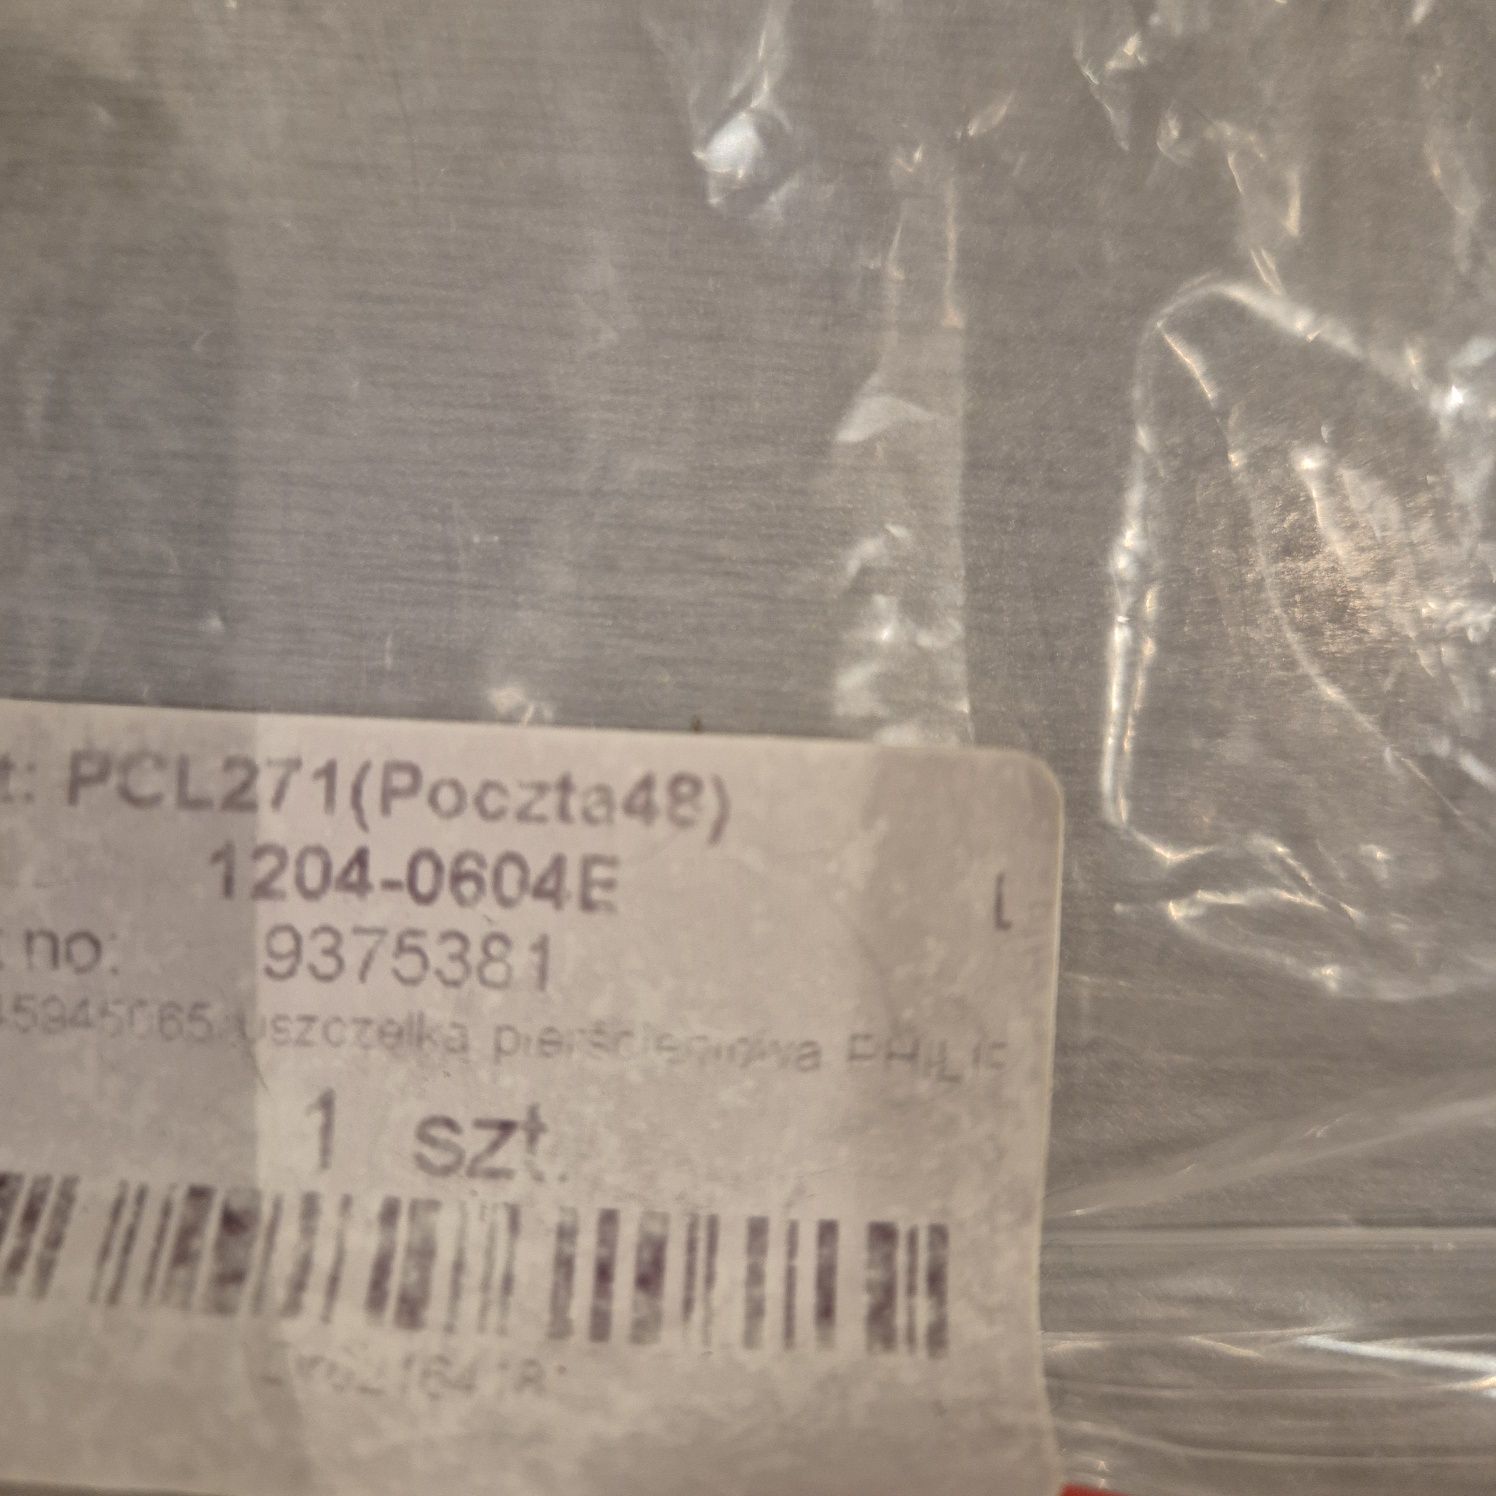 t: PCL271(Poczta48)
1204-0604E
L
no: 9375381
uszczelka pierścieniowa
1 szt.